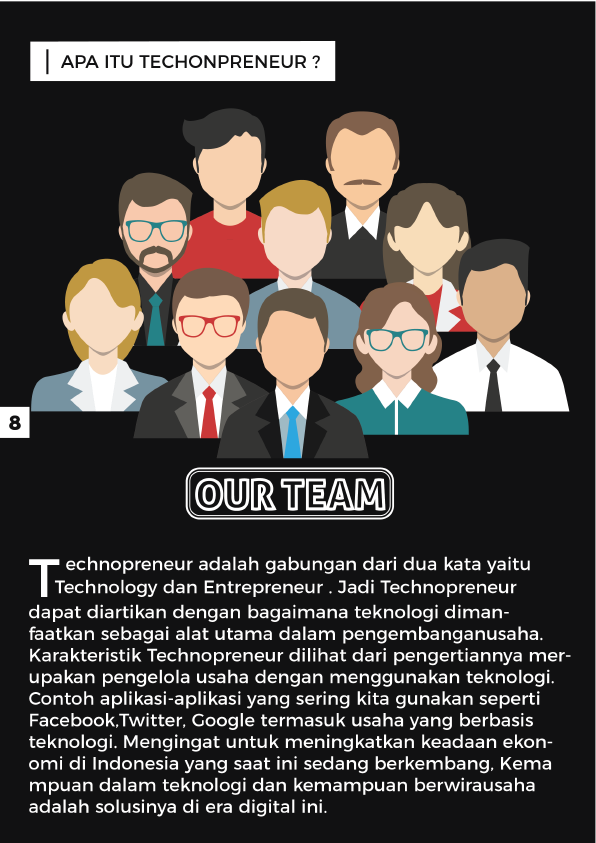 APA ITU TECHONPRENEUR ?
8
OUR TEAM
Technopreneur adalah gabungan dari dua kata yaitu
Technology dan Entrepreneur . Jadi Technopreneur
dapat diartikan dengan bagaimana teknologi diman-
faatkan sebagai alat utama dalam pengembanganusaha.
Karakteristik Technopreneur dilihat dari pengertiannya mer-
upakan pengelola usaha dengan menggunakan teknologi.
Contoh aplikasi-aplikasi yang sering kita gunakan seperti
Facebook,Twitter, Google termasuk usaha yang berbasis
teknologi. Mengingat untuk meningkatkan keadaan ekon-
omi di Indonesia yang saat ini sedang berkembang, Kema
mpuan dalam teknologi dan kemampuan berwirausaha
adalah solusinya di era digital ini.